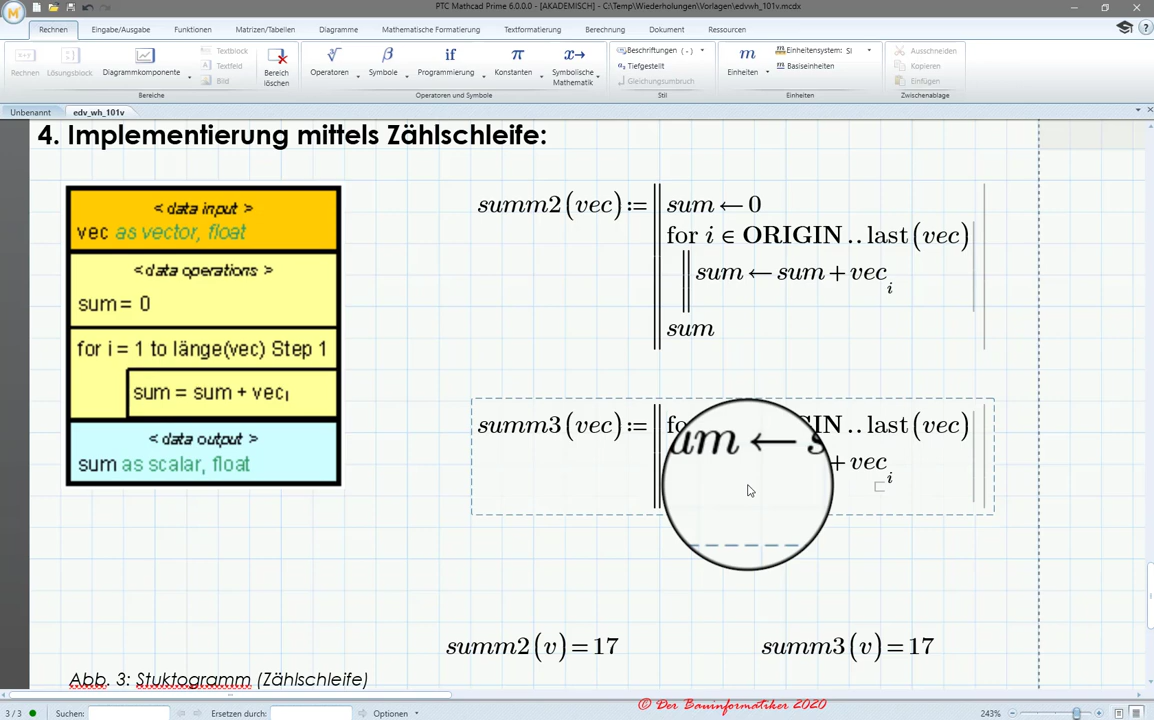 PTC Mathcad Prime 6.0.0.0 - [AKADEMISCH] - C:\Temp\Wiederholungen\Vorlagen\edvwh_101v.mcdx
Rechnen Eingabe/Ausgabe Funktionen Matrizen/Tabellen Diagramme Mathematische Formatierung Textformatierung Berechnung Dokument Ressourcen
Rechnen Lösungsblock Diagrammkomponente Textblock Textfeld Bild Bereich löschen
Bereiche
Operatoren Symbole Programmierung Konstanten Symbolische Mathematik
Operatoren und Symbole
Beschriftungen (-)
Tiefgestellt
Gleichungsumbruch
Stil
Einheiten Einheitensystem: SI
Basiseinheiten
Einheiten
Ausschneiden
Kopieren
Einfügen
Zwischenablage
Unbenannt edv_wh_101v
4. Implementierung mittels Zählschleife:
< data input >
vec as vector, float
< data operations >
sum = 0
for i = 1 to länge(vec) Step 1
sum = sum + vecᵢ
< data output >
sum as scalar, float
summ2(vec):= sum ← 0
for i ∈ ORIGIN..last(vec)
sum ← sum + vec
i
sum
summ3(vec):= IN..last(vec)
um ←
+ vec
i
summ2(v) = 17 summ3(v) = 17
Abb. 3: Stuktogramm (Zählschleife)
3 / 3 Suchen: Ersetzen durch: Optionen
© Der Bauinformatiker 2020
243%